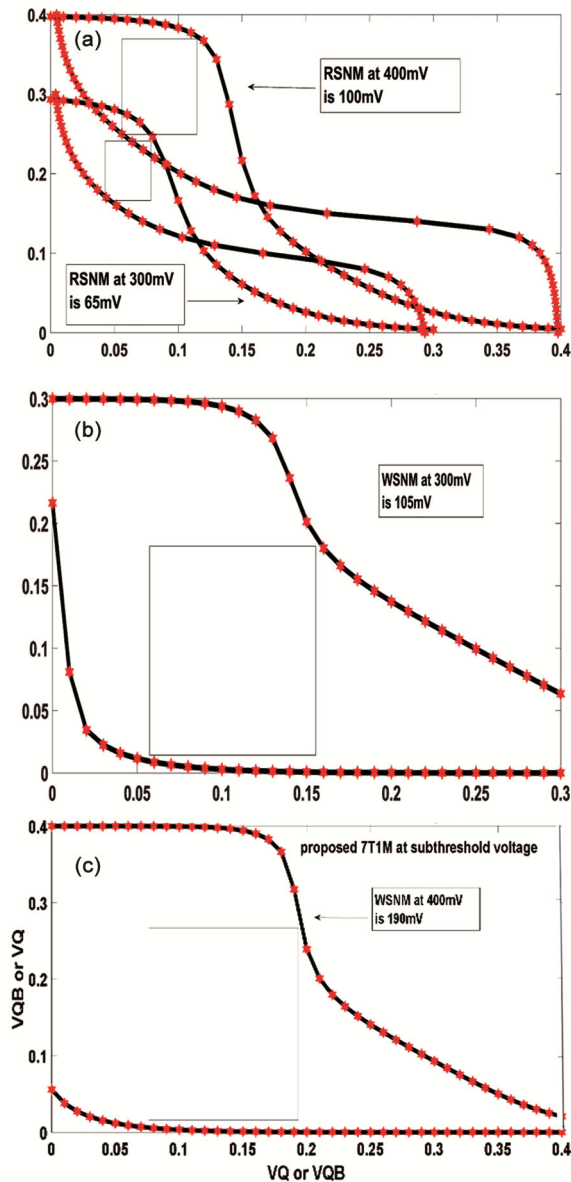 0.4
(a)
RSNM at 400mV
is 100mV
0.3
0.2
0.1
RSNM at 300mV
is 65mV
0
0 0.05 0.1 0.15 0.2 0.25 0.3 0.35 0.4
0.3
(b)
0.25
WSNM at 300mV
is 105mV
0.2
0.15
0.1
0.05
0
0 0.05 0.1 0.15 0.2 0.25 0.3
0.4
(c)
proposed 7T1M at subthreshold voltage
WSNM at 400mV
is 190mV
0.3
VQB or VQ
0.2
0.1
0
0 0.05 0.1 0.15 0.2 0.25 0.3 0.35 0.4
VQ or VQB